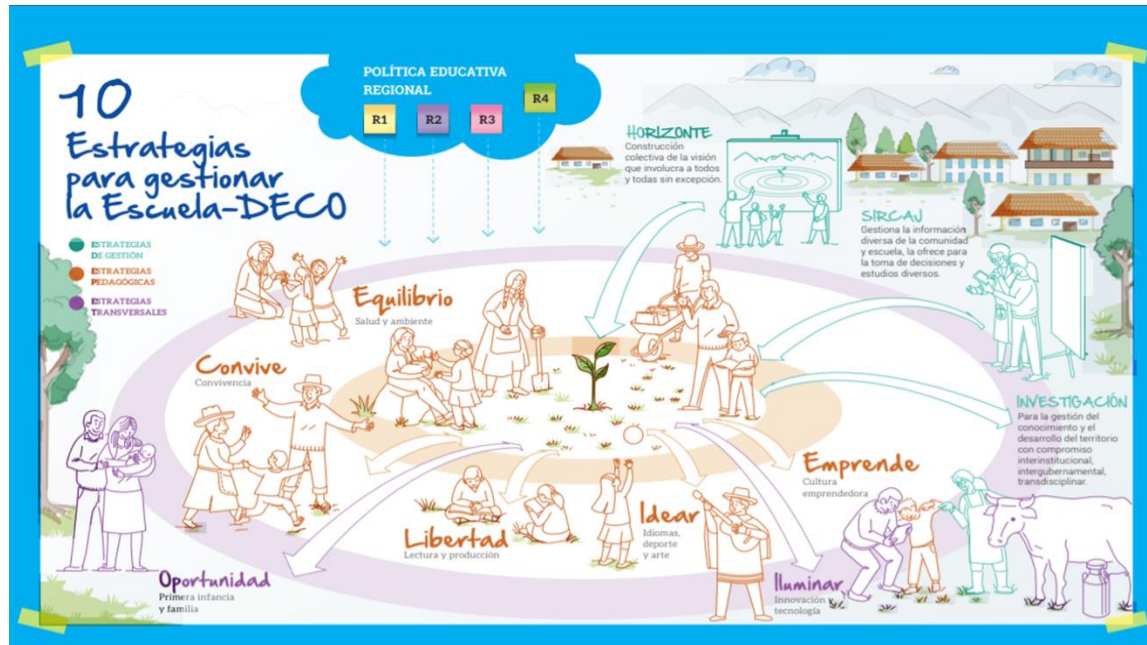 10
Estrategias
para gestionar
la Escuela-DECO
ESTRATEGIAS
DE GESTIÓN
ESTRATEGIAS
PEDAGÓGICAS
ESTRATEGIAS
TRANSVERSALES
POLÍTICA EDUCATIVA
REGIONAL
R1
R2
R3
R4
HORIZONTE
Construcción
colectiva de la visión
que involucra a todos
y todas sin excepción.
SIRCAJ
Gestiona la información
diversa de la comunidad
y escuela, la ofrece para
la toma de decisiones y
estudios diversos.
Equilibrio
Salud y ambiente
Convive
Convivencia
INVESTIGACIÓN
Para la gestión del
conocimiento y el
desarrollo del territorio
con compromiso
interinstitucional,
intergubernamental,
transdisciplinar.
Emprende
Cultura
emprendedora
Libertad
Lectura y producción
Idear
Idiomas,
deporte
y arte
Oportunidad
Primera infancia
y familia
Iluminar
Innovación y
tecnología